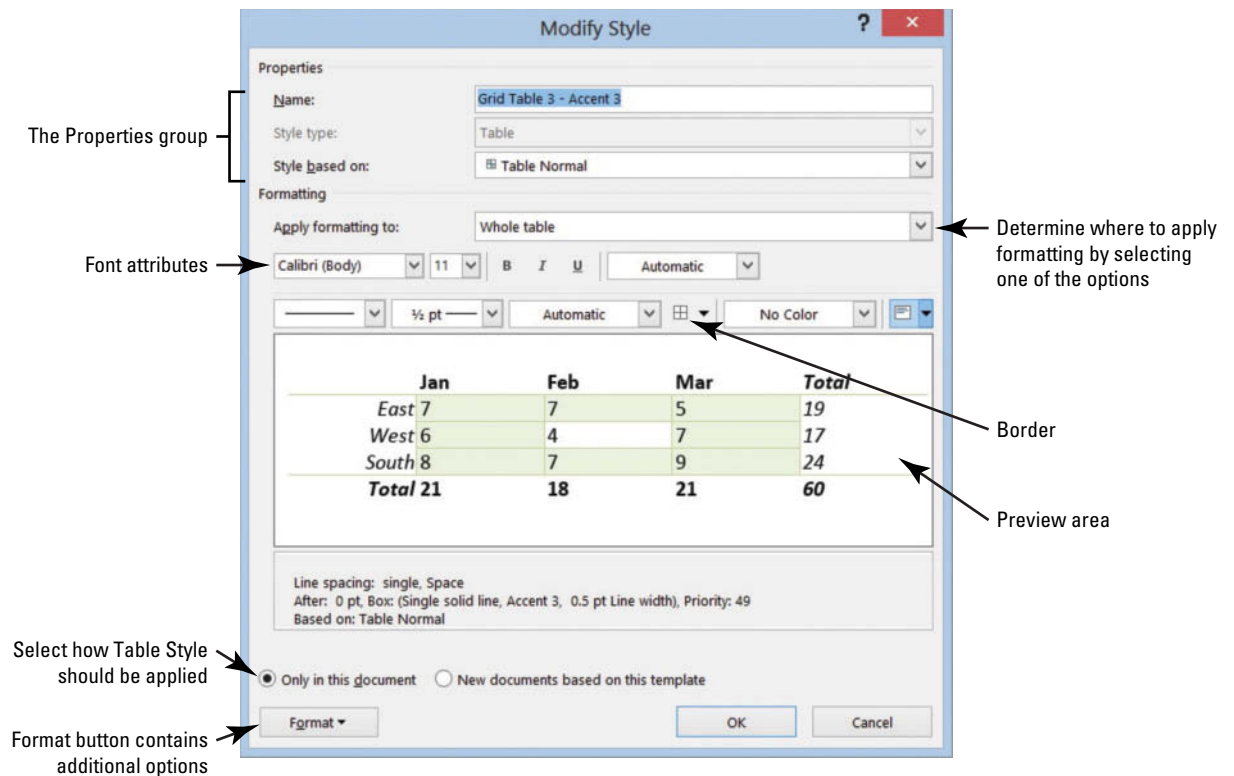 Modify Style
?
Properties
Name:
Grid Table 3 - Accent 3
Style type:
Table
Style based on:
Table Normal
The Properties group
Formatting
Apply formatting to:
Whole table
Determine where to apply
formatting by selecting
one of the options
Font attributes
Calibri (Body)
11
B
I
U
Automatic
½ pt
Automatic
No Color
Jan Feb Mar Total
East 7 7 5 19
West 6 4 7 17
South 8 7 9 24
Total 21 18 21 60
Border
Preview area
Line spacing: single, Space
After: 0 pt, Box: (Single solid line, Accent 3, 0.5 pt Line width), Priority: 49
Based on: Table Normal
Select how Table Style
should be applied
Only in this document
New documents based on this template
Format
OK
Cancel
Format button contains
additional options